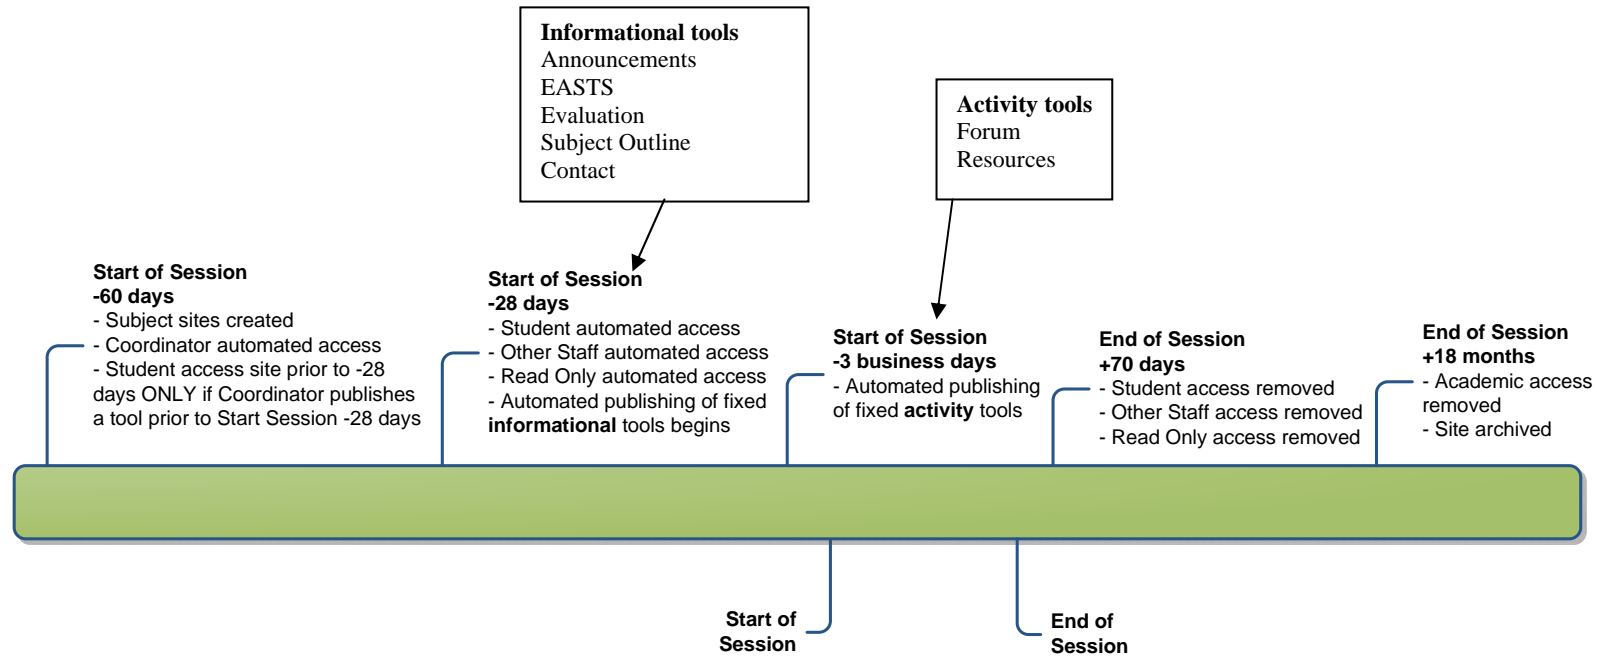 Informational tools
Announcements
EASTS
Evaluation
Subject Outline
Contact
Activity tools
Forum
Resources
Start of Session
-60 days
- Subject sites created
- Coordinator automated access
- Student access site prior to -28
days ONLY if Coordinator publishes
a tool prior to Start Session -28 days
Start of Session
-28 days
- Student automated access
- Other Staff automated access
- Read Only automated access
- Automated publishing of fixed
informational tools begins
Start of Session
-3 business days
- Automated publishing
of fixed activity tools
End of Session
+70 days
- Student access removed
- Other Staff access removed
- Read Only access removed
End of Session
+18 months
- Academic access
removed
- Site archived
Start of
Session
End of
Session